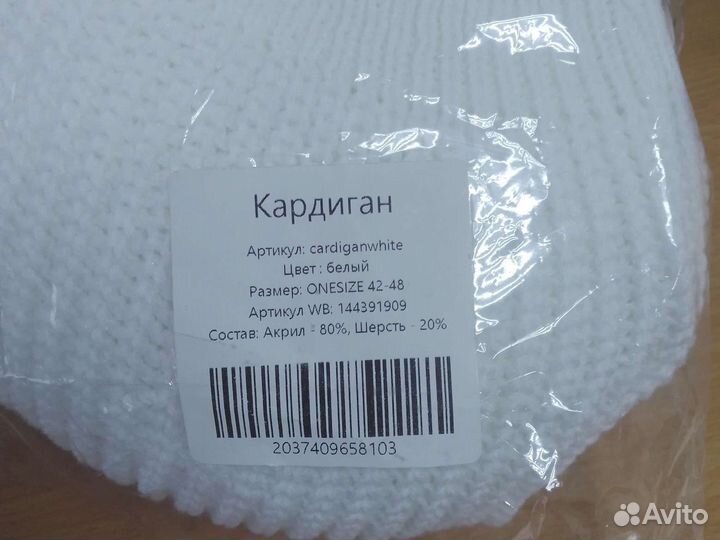 Кардиган
Артикул: cardiganwhite
Цвет : белый
Размер: ONESIZE 42-48
Артикул WB: 144391909
Состав: Акрил - 80%, Шерсть - 20%
2037409658103
Avito